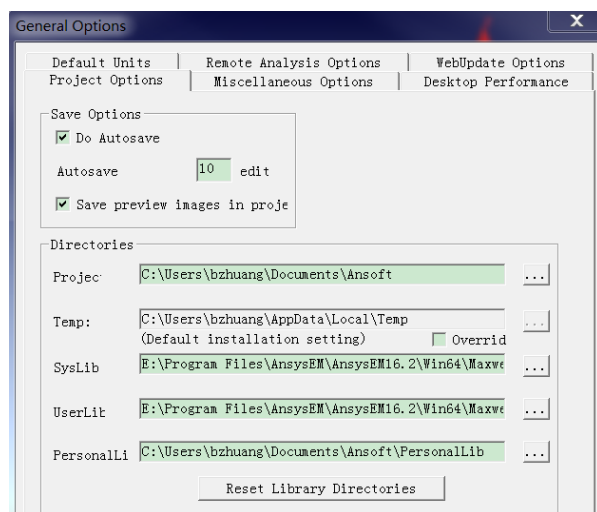 General Options
X
Default Units
Remote Analysis Options
WebUpdate Options
Project Options
Miscellaneous Options
Desktop Performance
Save Options
Do Autosave
Autosave
10
edit
Save preview images in proje
Directories
Projec
C:\Users\bzhuang\Documents\Ansoft
...
Temp:
C:\Users\bzhuang\AppData\Local\Temp
...
(Default installation setting)
Overrid
SysLib
E:\Program Files\AnsysEM\AnsysEM16.2\Win64\Maxwe
...
UserLib
E:\Program Files\AnsysEM\AnsysEM16.2\Win64\Maxwe
...
PersonalLi
C:\Users\bzhuang\Documents\Ansoft\PersonalLib
...
Reset Library Directories